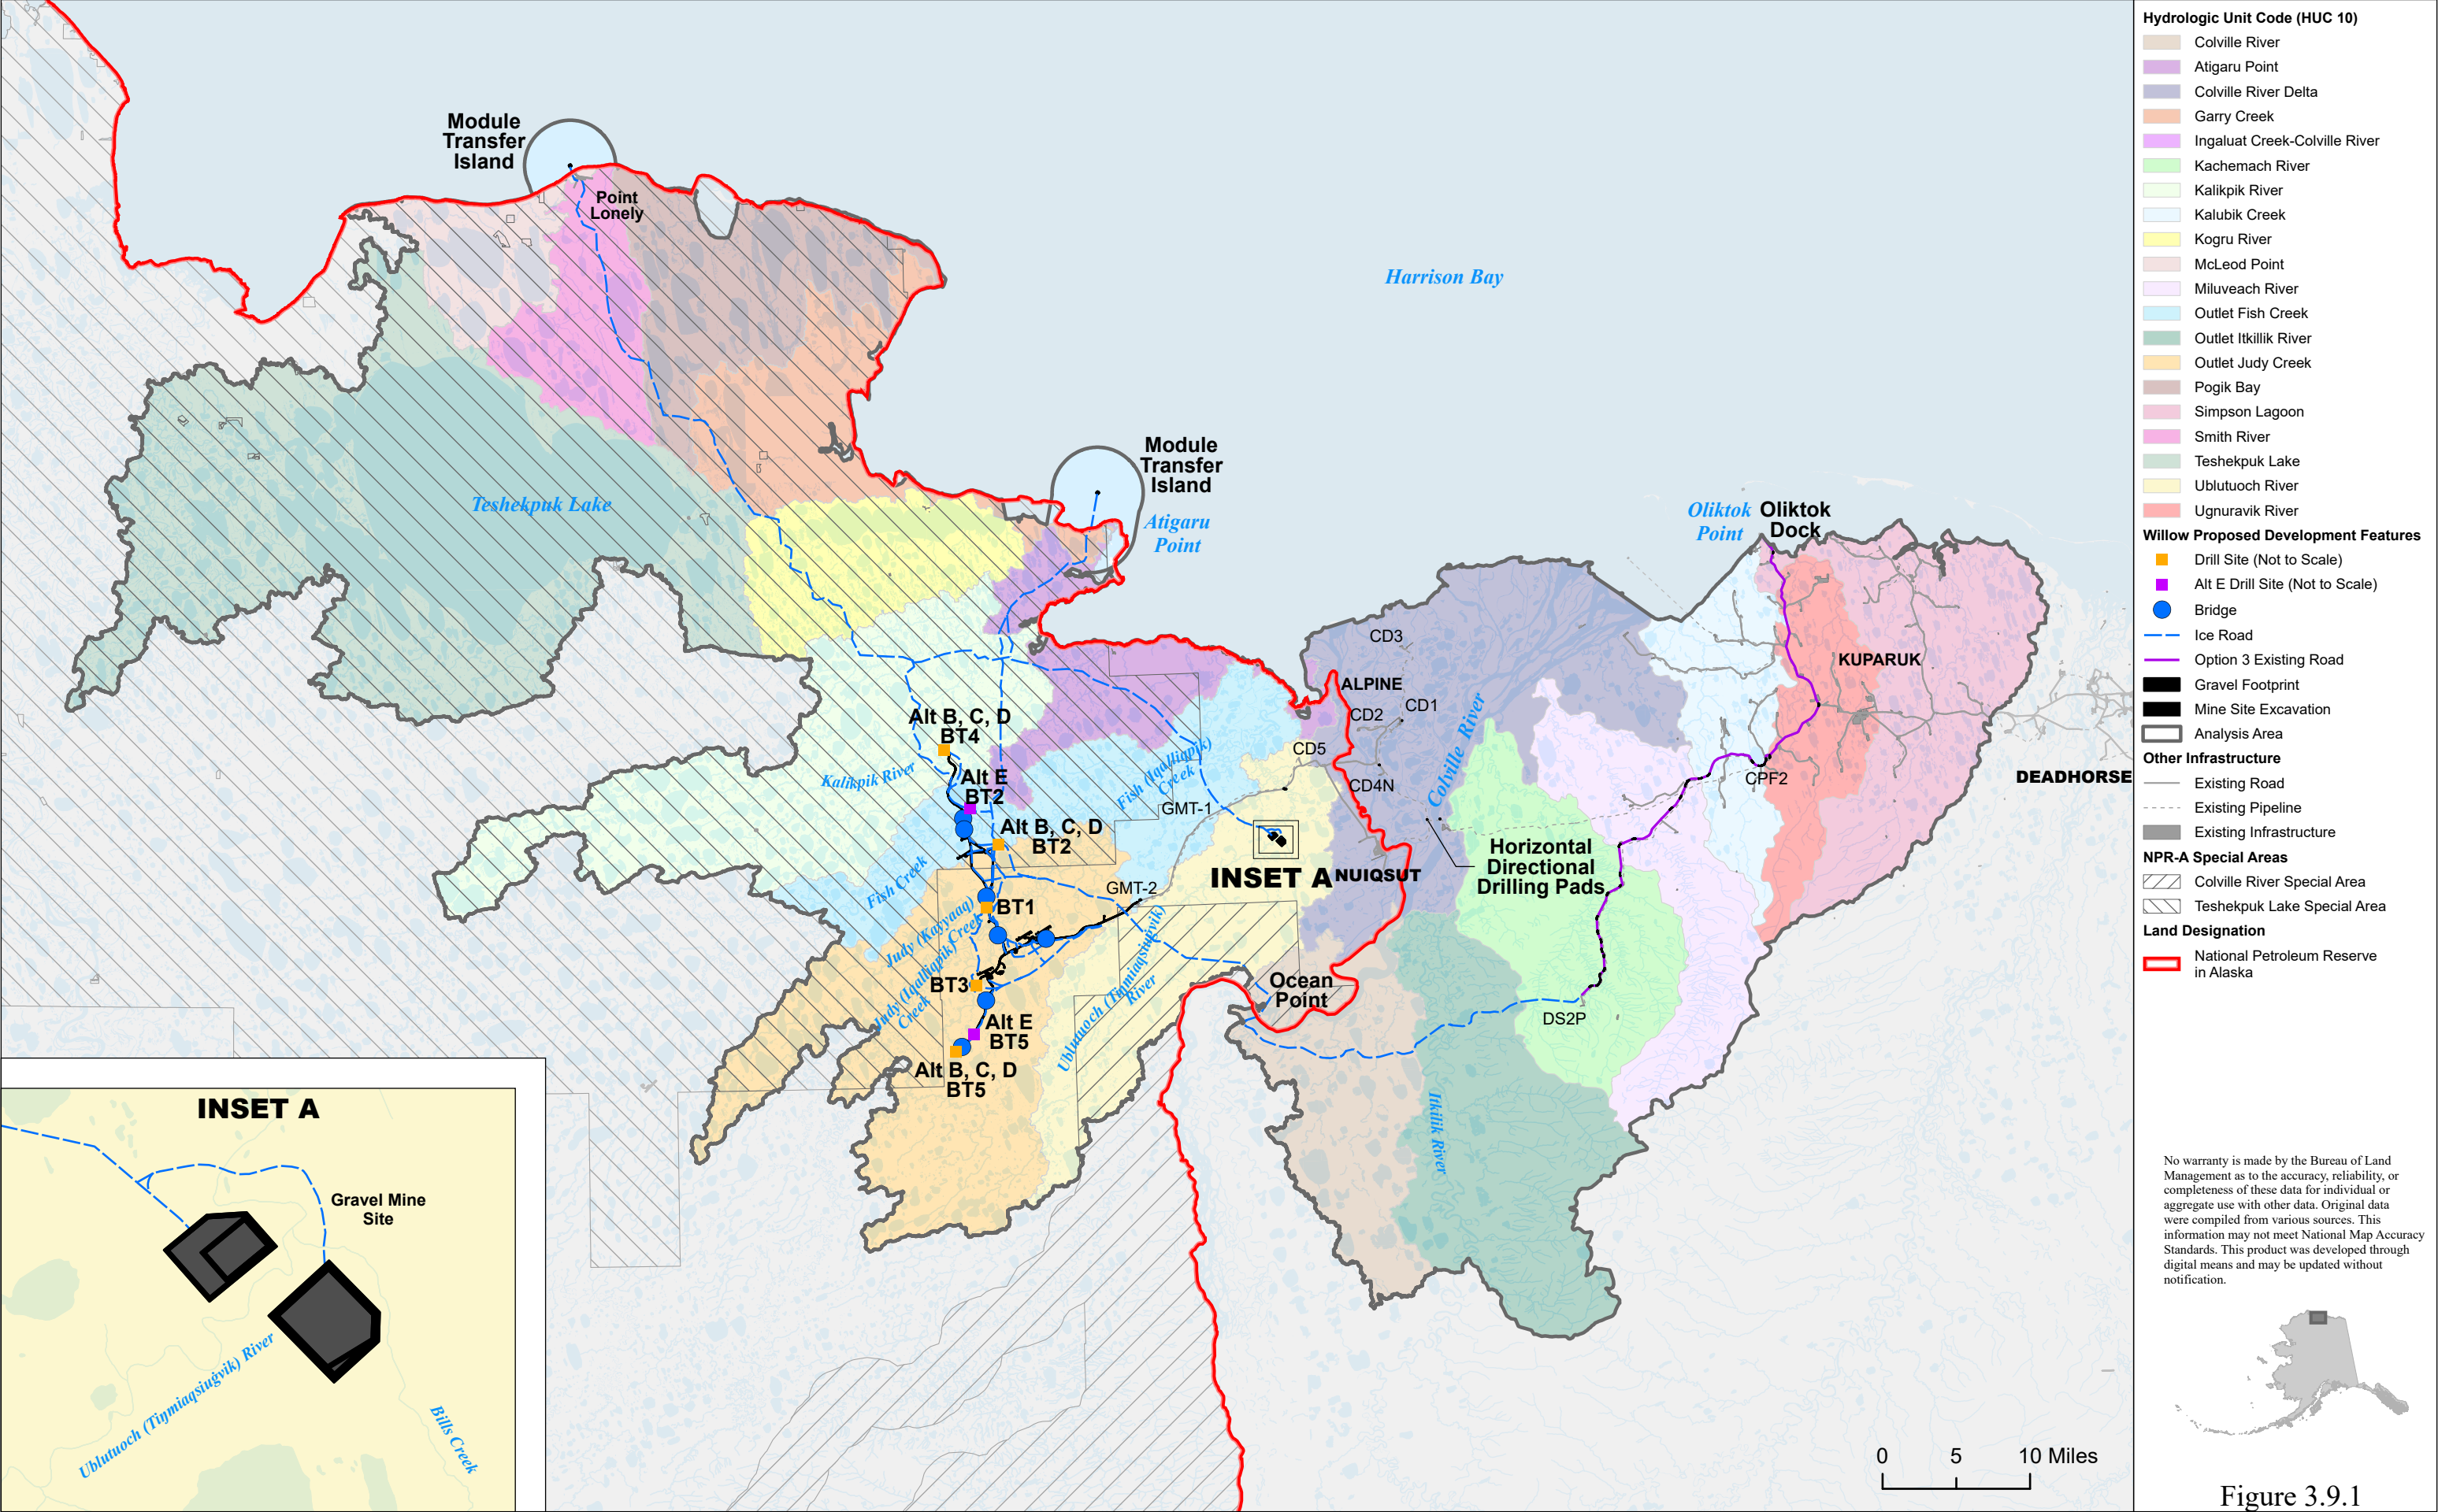 Module
Transfer
Island
Point
Lonely
Harrison Bay
Module
Transfer
Island
Atigaru
Point
Teshekpuk Lake
Oliktok
Point
Oliktok
Dock
CD3
KUPARUK
ALPINE
CD1
CD2
Colville River
CD5
CD4N
CPF2
DEADHORSE
Alt B, C, D
BT4
Kalikpik River
Alt E
BT2
Fish (Iqalliqpik)
Creek
GMT-1
Alt B, C, D
BT2
Horizontal
Directional
Drilling Pads
INSET A
NUIQSUT
Fish Creek
GMT-2
BT1
Judy (Kayyaaq)
Creek
Judy (Iqalliqpik)
Creek
BT3
Ublutuoch (Tiŋmiaqsiuġvik)
River
Ocean
Point
DS2P
Alt E
BT5
Alt B, C, D
BT5
Itkillik River
INSET A
Gravel Mine
Site
Ublutuoch (Tiŋmiaqsiuġvik) River
Bills Creek
0 5 10 Miles
Hydrologic Unit Code (HUC 10)
Colville River
Atigaru Point
Colville River Delta
Garry Creek
Ingaluat Creek-Colville River
Kachemach River
Kalikpik River
Kalubik Creek
Kogru River
McLeod Point
Miluveach River
Outlet Fish Creek
Outlet Itkillik River
Outlet Judy Creek
Pogik Bay
Simpson Lagoon
Smith River
Teshekpuk Lake
Ublutuoch River
Ugnuravik River
Willow Proposed Development Features
Drill Site (Not to Scale)
Alt E Drill Site (Not to Scale)
Bridge
Ice Road
Option 3 Existing Road
Gravel Footprint
Mine Site Excavation
Analysis Area
Other Infrastructure
Existing Road
Existing Pipeline
Existing Infrastructure
NPR-A Special Areas
Colville River Special Area
Teshekpuk Lake Special Area
Land Designation
National Petroleum Reserve
in Alaska
No warranty is made by the Bureau of Land
Management as to the accuracy, reliability, or
completeness of these data for individual or
aggregate use with other data. Original data
were compiled from various sources. This
information may not meet National Map Accuracy
Standards. This product was developed through
digital means and may be updated without
notification.
Figure 3.9.1